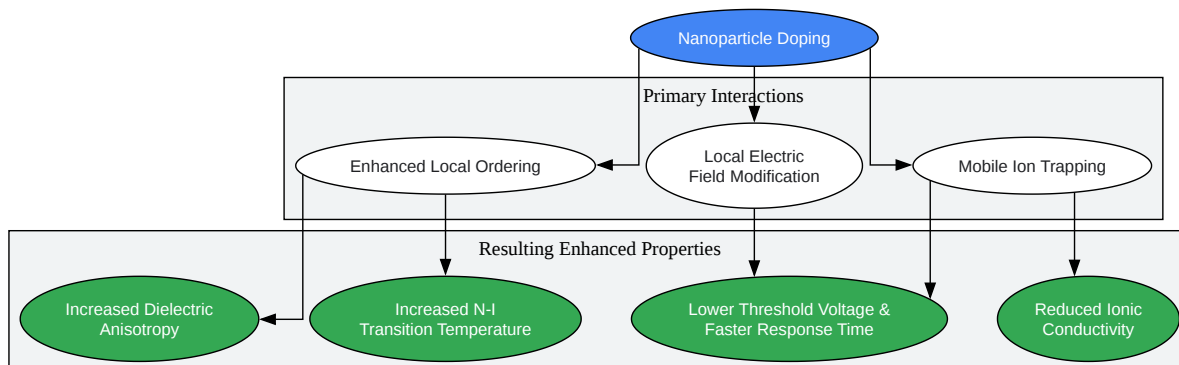 Nanoparticle Doping
Primary Interactions
Enhanced Local Ordering
Local Electric
Field Modification
Mobile Ion Trapping
Resulting Enhanced Properties
Increased Dielectric
Anisotropy
Increased N-I
Transition Temperature
Lower Threshold Voltage &
Faster Response Time
Reduced Ionic
Conductivity